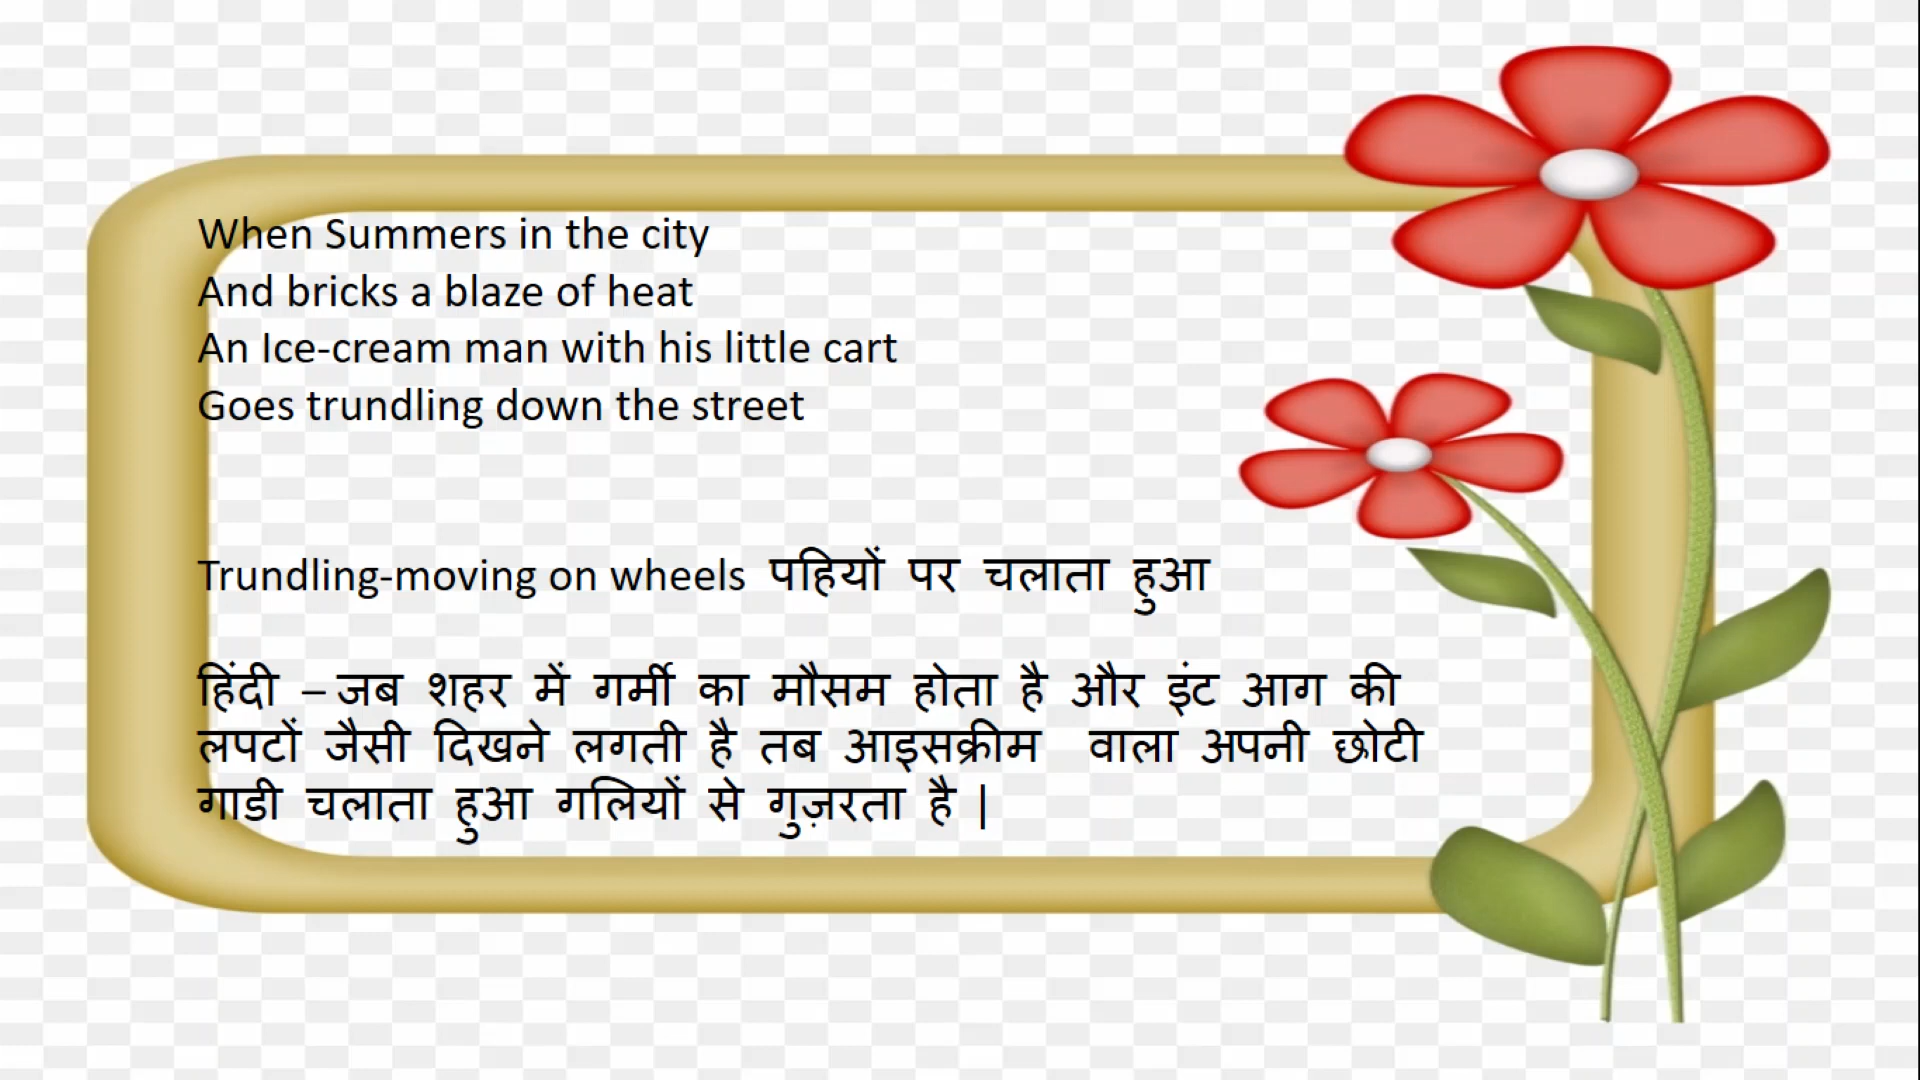 When Summers in the city
And bricks a blaze of heat
An Ice-cream man with his little cart
Goes trundling down the street
Trundling-moving on wheels पहियों पर चलाता हुआ
हिंदी – जब शहर में गर्मी का मौसम होता है और इंट आग की
लपटों जैसी दिखने लगती है तब आइसक्रीम वाला अपनी छोटी
गाडी चलाता हुआ गलियों से गुज़रता है |